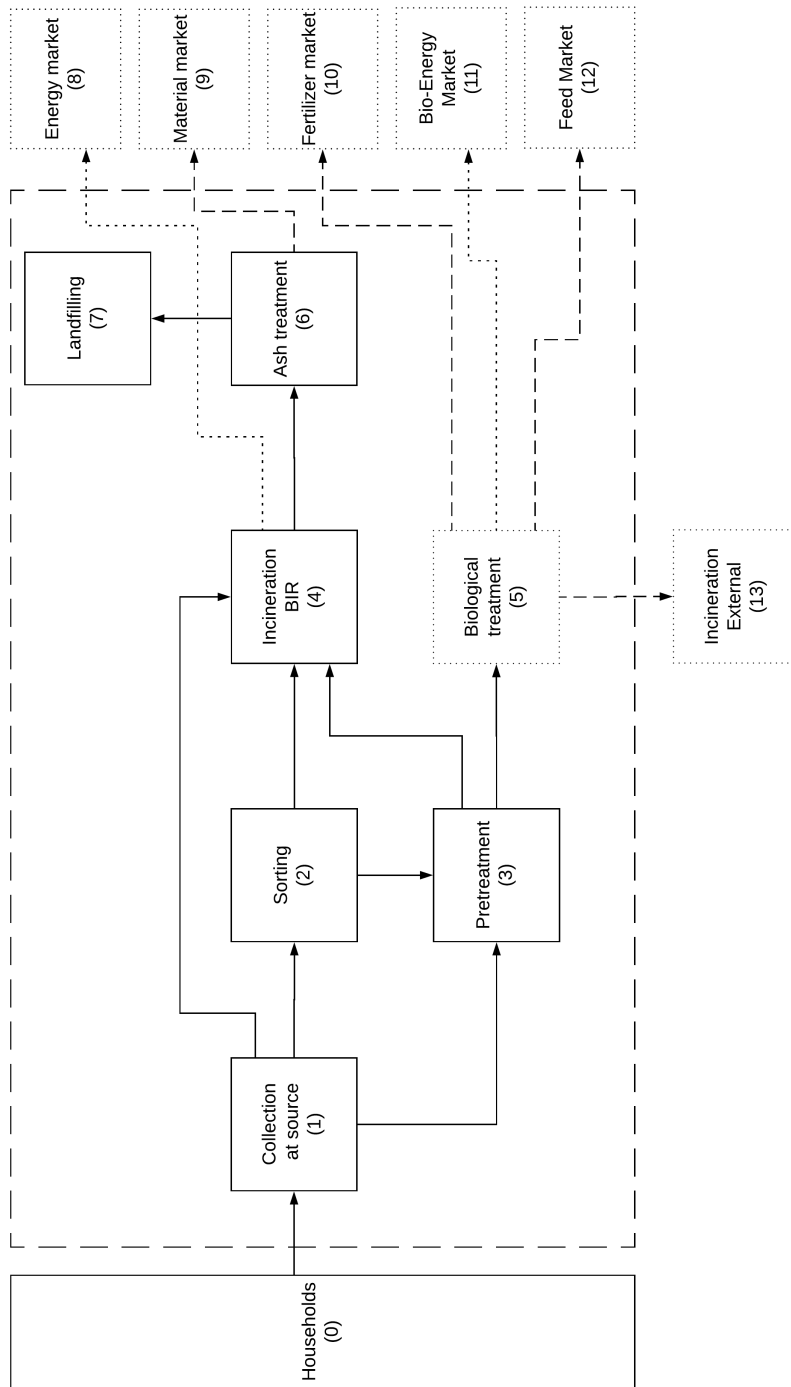 Households
(0)
Collection
at source
(1)
Sorting
(2)
Pretreatment
(3)
Incineration
BIR
(4)
Biological
treatment
(5)
Ash treatment
(6)
Landfilling
(7)
Energy market
(8)
Material market
(9)
Fertilizer market
(10)
Bio-Energy
Market
(11)
Feed Market
(12)
Incineration
External
(13)